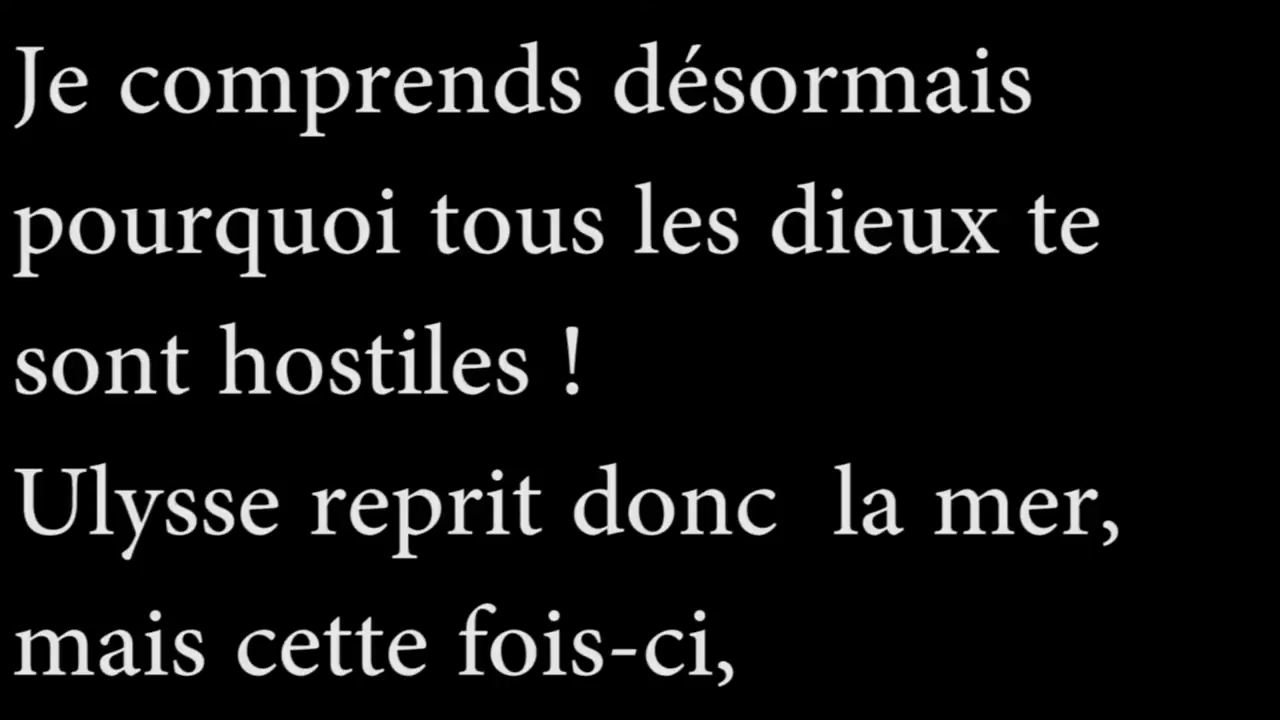 Je comprends désormais
pourquoi tous les dieux te
sont hostiles !
Ulysse reprit donc  la mer,
mais cette fois-ci,